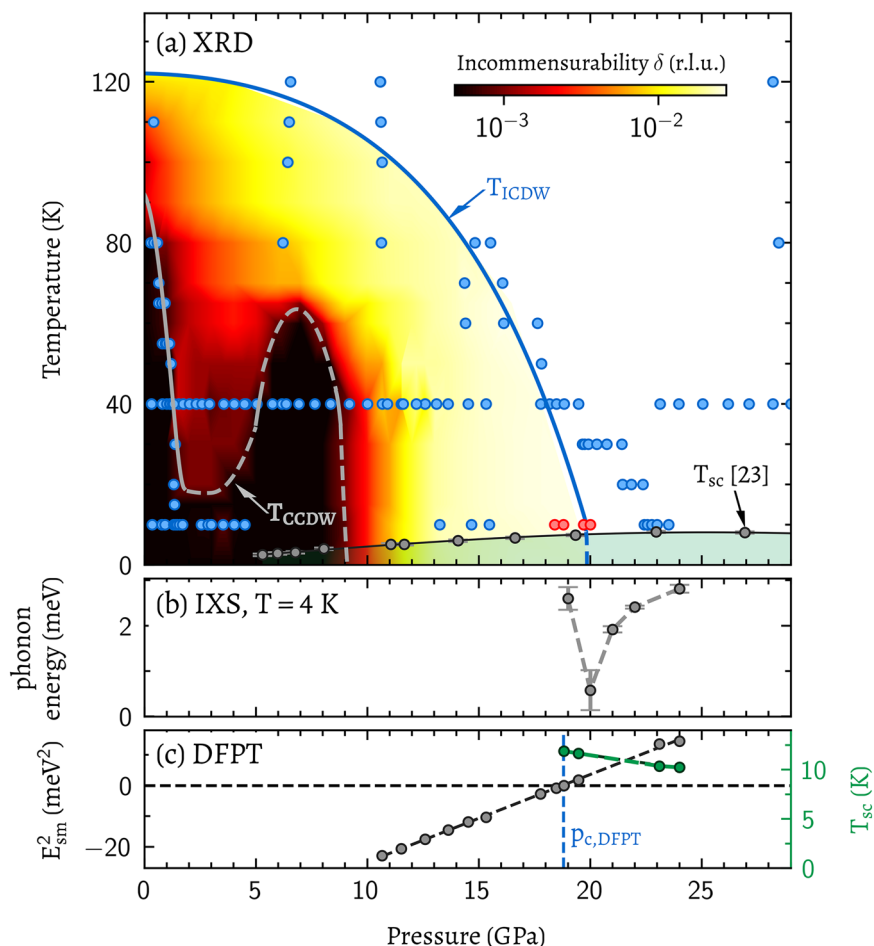 (a) XRD
Incommensurability δ (r.l.u.)
10⁻³
10⁻²
T_ICDW
T_CCDW
T_sc [23]
Temperature (K)
120
80
40
0
(b) IXS, T = 4 K
phonon
energy (meV)
2
0
(c) DFPT
E²_sm (meV²)
0
−20
p_c,DFPT
10
5
0
T_sc (K)
0
5
10
15
20
25
Pressure (GPa)